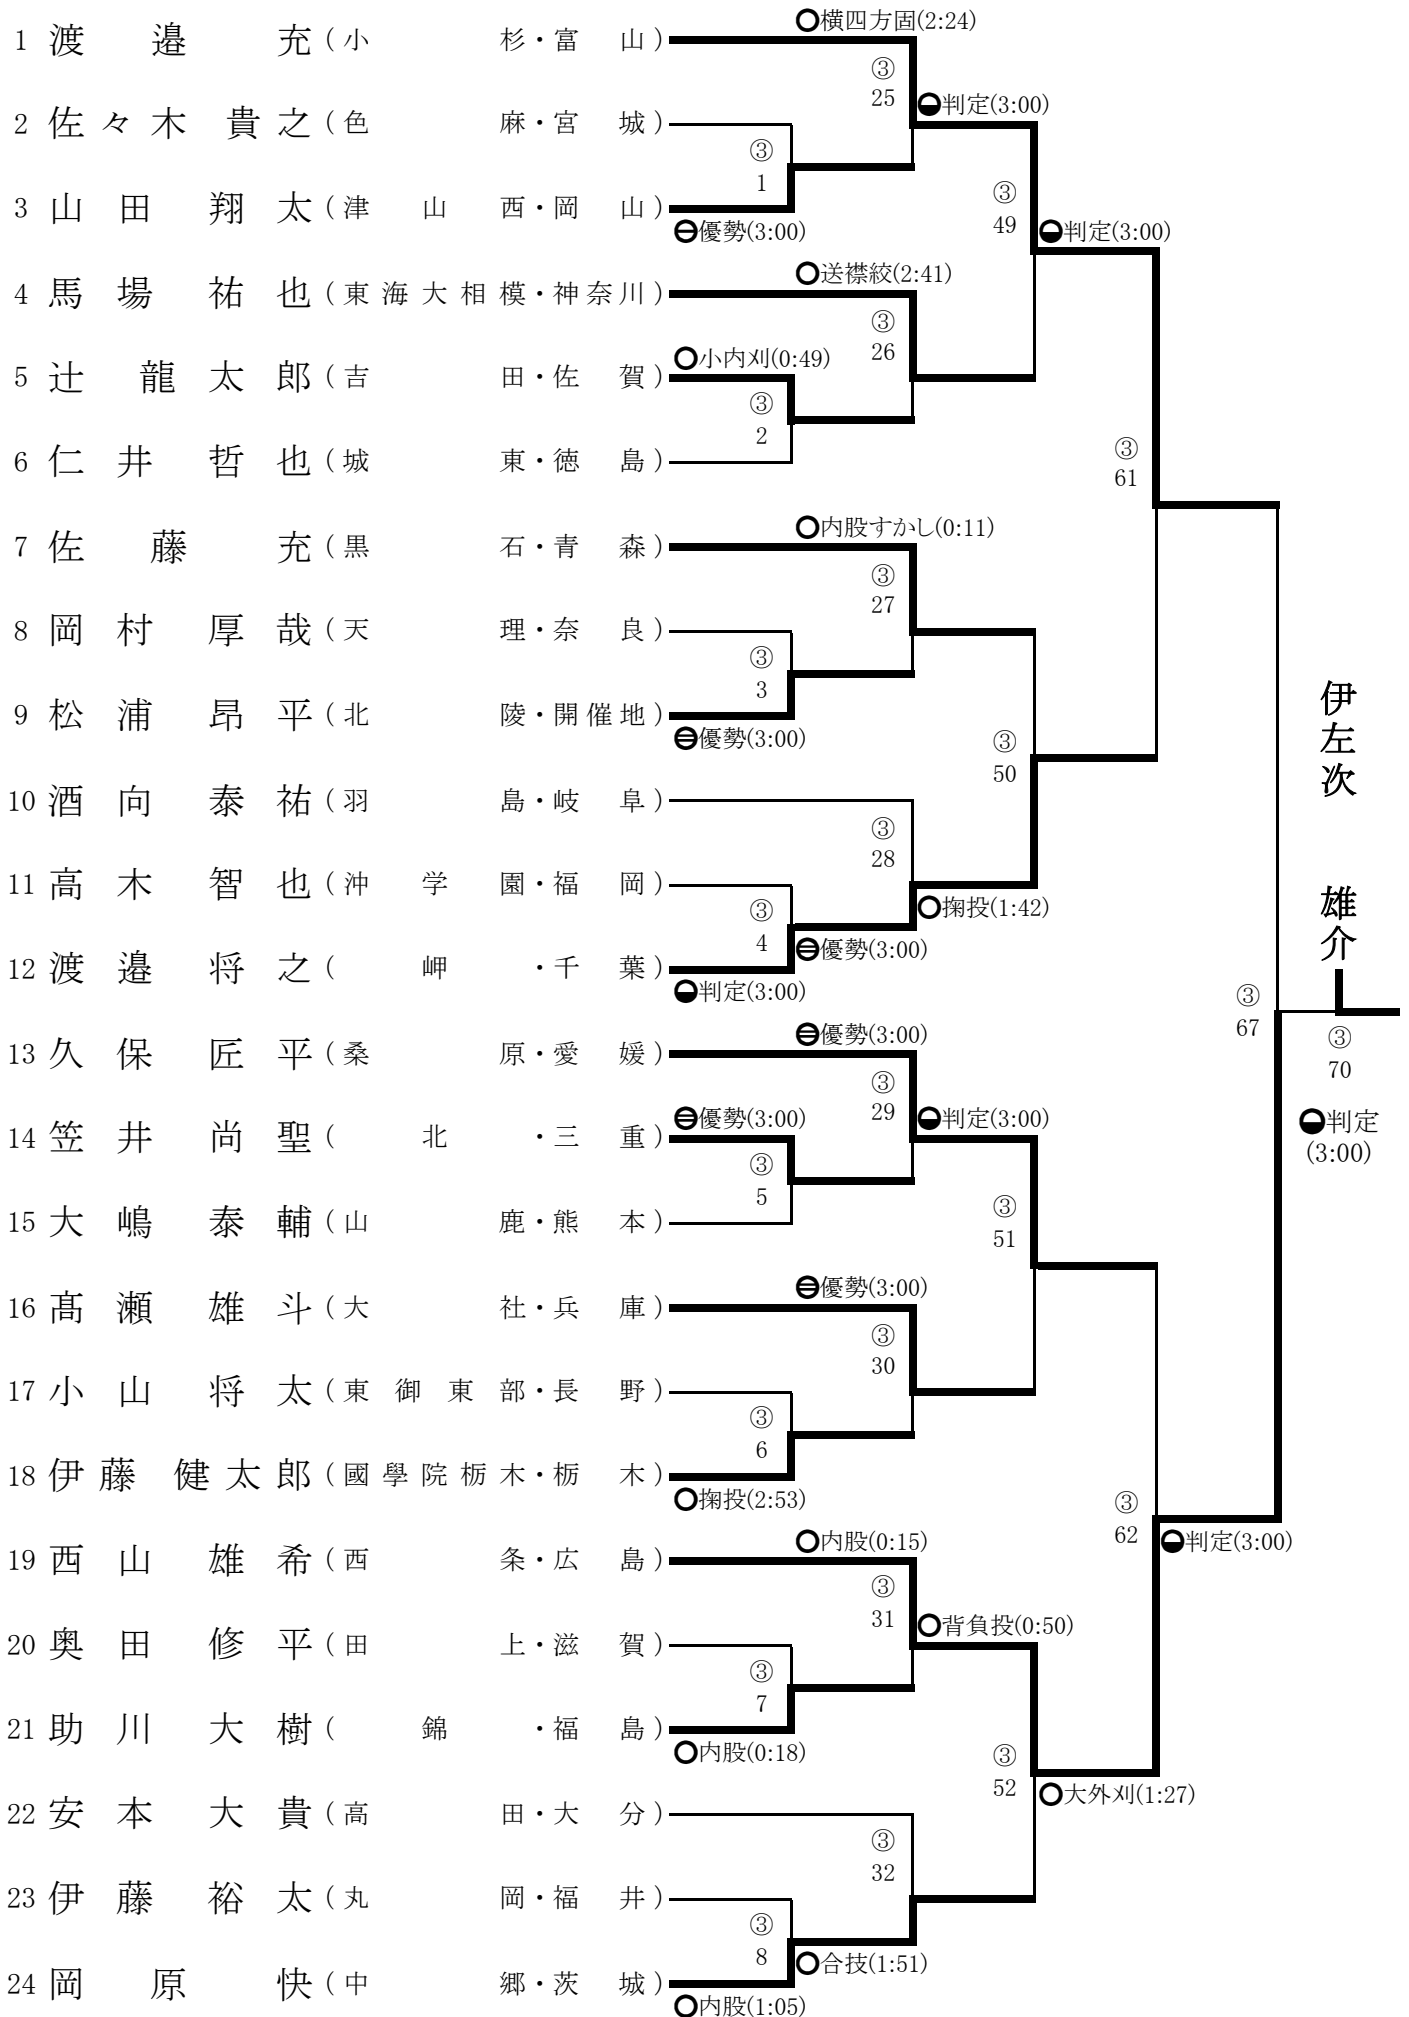 ○横四方固(2:24)
1 渡邉充(小杉・富山)
③
25
判定(3:00)
2 佐々木貴之(色麻・宮城)
③
1
3 山田翔太(津山西・岡山)
優勢(3:00)
③
49
判定(3:00)
○送襟絞(2:41)
4 馬場祐也(東海大相模・神奈川)
③
26
○小内刈(0:49)
5 辻龍太郎(吉田・佐賀)
③
2
6 仁井哲也(城東・徳島)
③
61
○内股すかし(0:11)
7 佐藤充(黒石・青森)
③
27
8 岡村厚哉(天理・奈良)
③
3
9 松浦昂平(北陵・開催地)
優勢(3:00)
③
50
伊左次 雄介
10 酒向泰祐(羽島・岐阜)
③
28
11 高木智也(沖学園・福岡)
○掬投(1:42)
③
4
優勢(3:00)
12 渡邉将之(岬・千葉)
判定(3:00)
③
67
③
70
判定
(3:00)
優勢(3:00)
13 久保匠平(桑原・愛媛)
③
29
優勢(3:00)
判定(3:00)
14 笠井尚聖(北・三重)
③
5
15 大嶋泰輔(山鹿・熊本)
③
51
優勢(3:00)
16 髙瀬雄斗(大社・兵庫)
③
30
17 小山将太(東御東部・長野)
③
6
18 伊藤健太郎(國學院栃木・栃木)
○掬投(2:53)
③
62
判定(3:00)
○内股(0:15)
19 西山雄希(西条・広島)
③
31
○背負投(0:50)
20 奥田修平(田上・滋賀)
③
7
21 助川大樹(錦・福島)
○内股(0:18)
③
52
○大外刈(1:27)
22 安本大貴(高田・大分)
③
32
23 伊藤裕太(丸岡・福井)
③
8
○合技(1:51)
24 岡原快(中郷・茨城)
○内股(1:05)